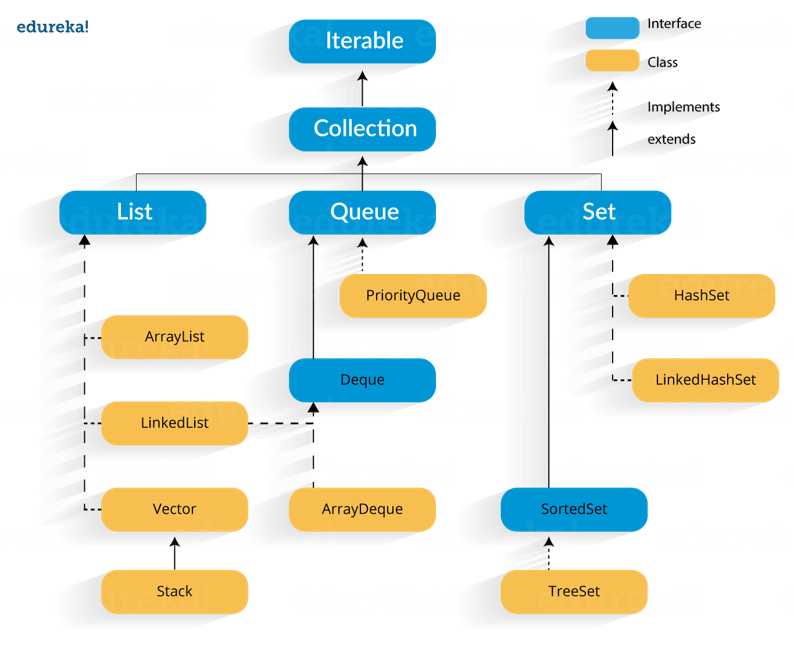 edureka!
Iterable
Interface
Class
Collection
Implements
extends
List
Queue
Set
PriorityQueue
HashSet
ArrayList
Deque
LinkedHashSet
LinkedList
Vector
ArrayDeque
SortedSet
Stack
TreeSet